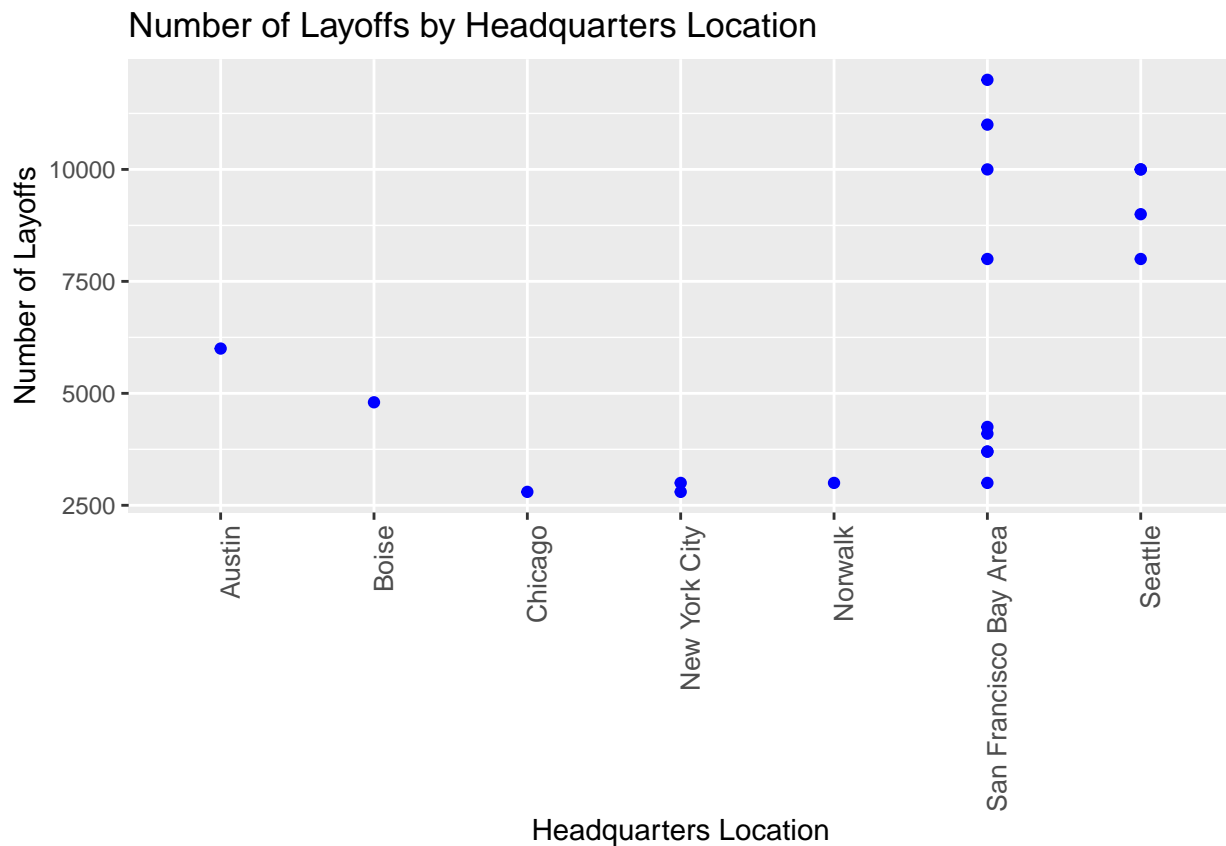 Number of Layoffs by Headquarters Location
Number of Layoffs
10000
7500
5000
2500
Austin
Boise
Chicago
New York City
Norwalk
San Francisco Bay Area
Seattle
Headquarters Location